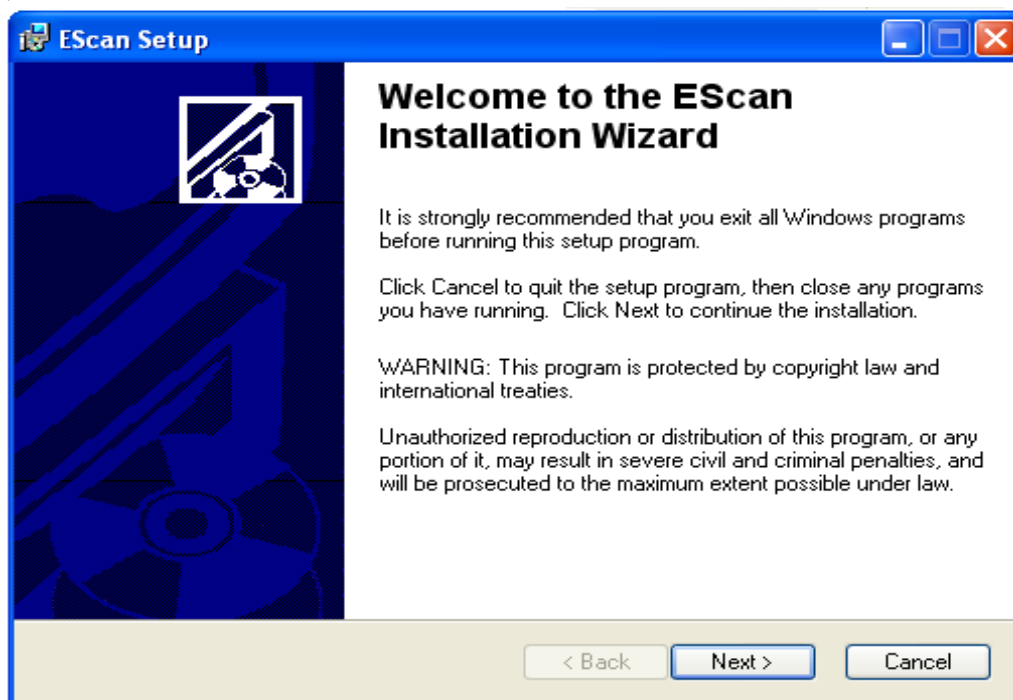 EScan Setup
Welcome to the EScan
Installation Wizard
It is strongly recommended that you exit all Windows programs
before running this setup program.
Click Cancel to quit the setup program, then close any programs
you have running.  Click Next to continue the installation.
WARNING: This program is protected by copyright law and
international treaties.
Unauthorized reproduction or distribution of this program, or any
portion of it, may result in severe civil and criminal penalties, and
will be prosecuted to the maximum extent possible under law.
< Back Next > Cancel